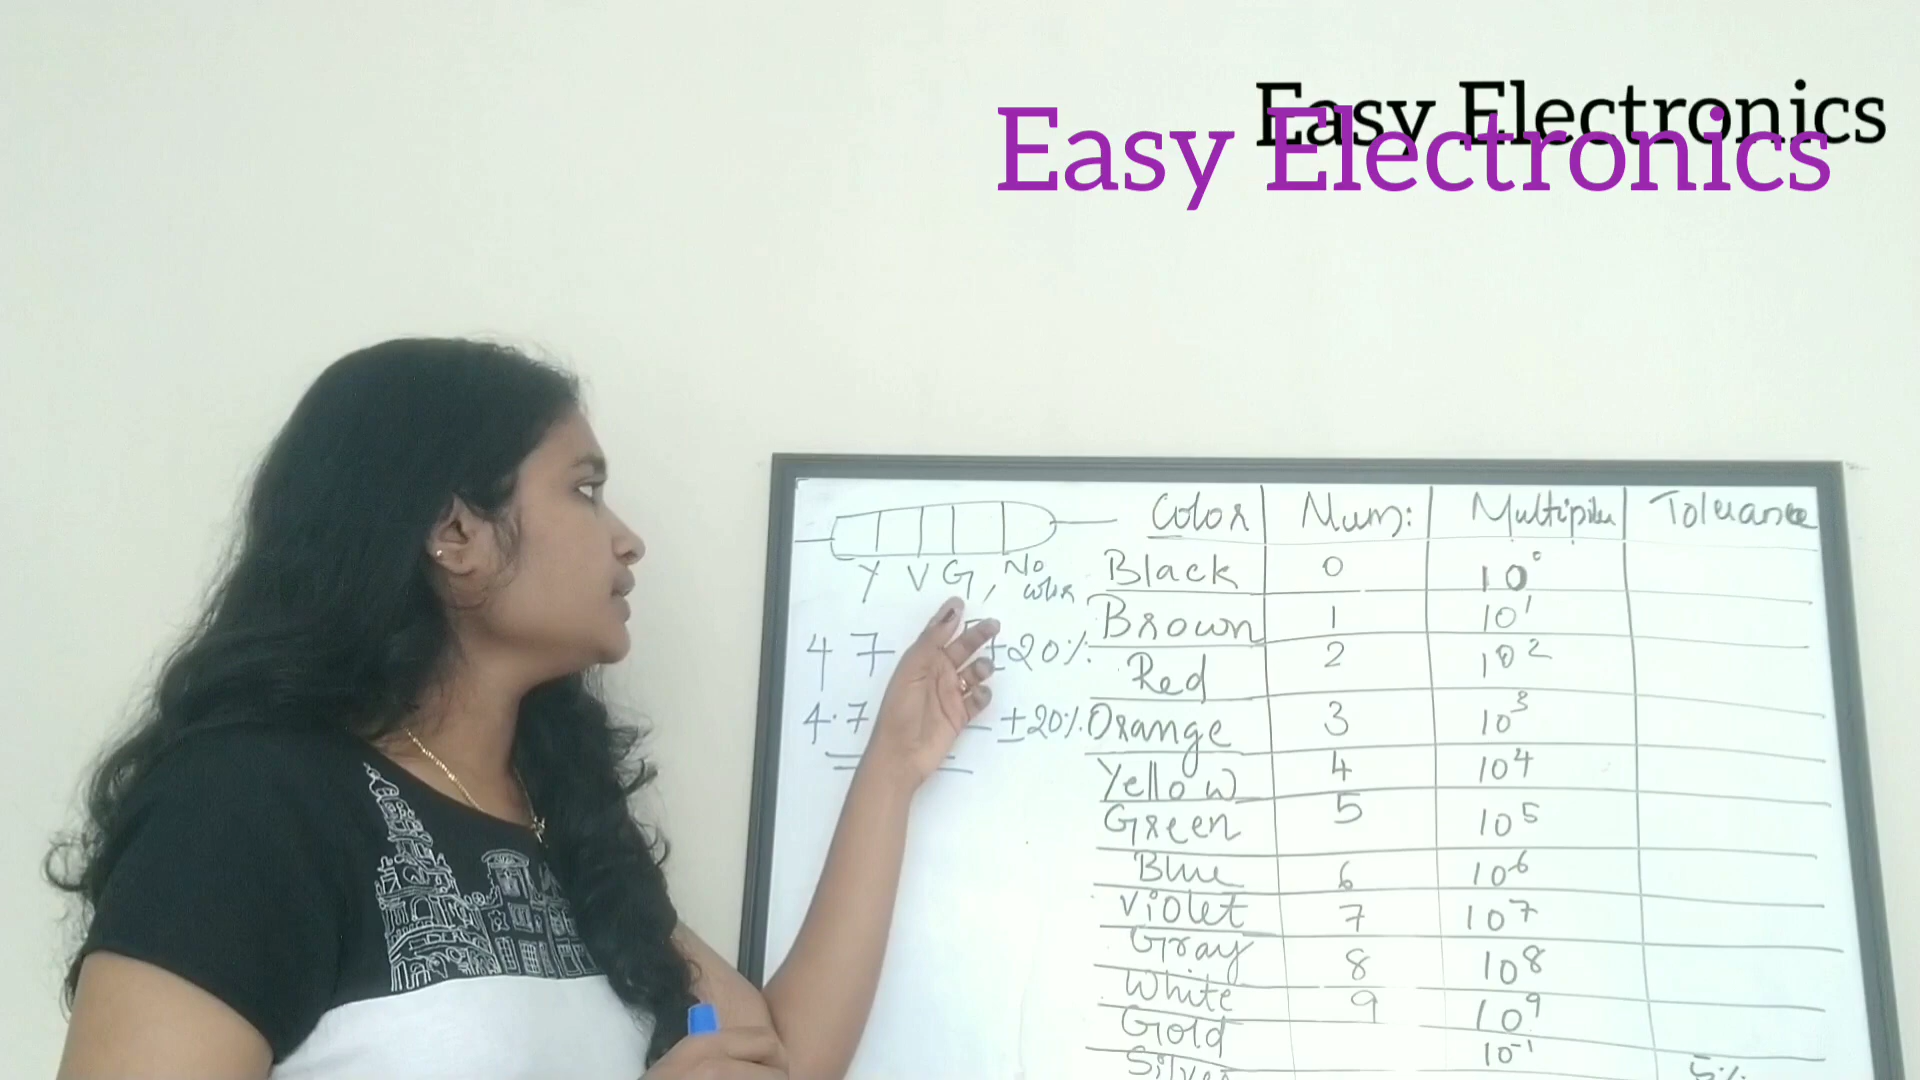 Easy Electronics
Easy Electronics
Color Num: Multiplier Tolerance
Black 0 10⁰
Brown 1 10¹
Red 2 10²
Orange 3 10³
Yellow 4 10⁴
Green 5 10⁵
Blue 6 10⁶
Violet 7 10⁷
Gray 8 10⁸
White 9 10⁹
Gold 10⁻¹
Silver 5%
Y V G, No
color
4 7 ±20%
4.7 ±20%